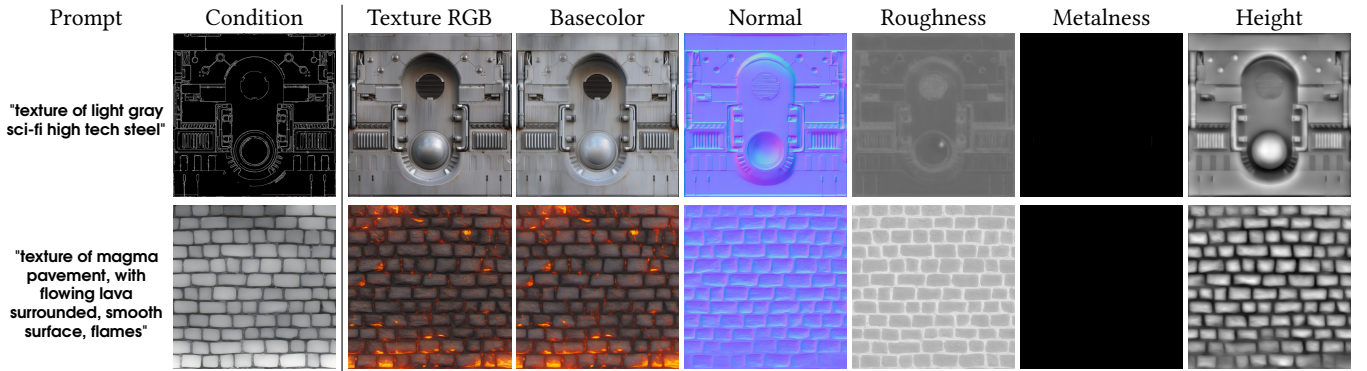 Prompt Condition Texture RGB Basecolor Normal Roughness Metalness Height
"texture of light gray
sci-fi high tech steel"
"texture of magma
pavement, with
flowing lava
surrounded, smooth
surface, flames"